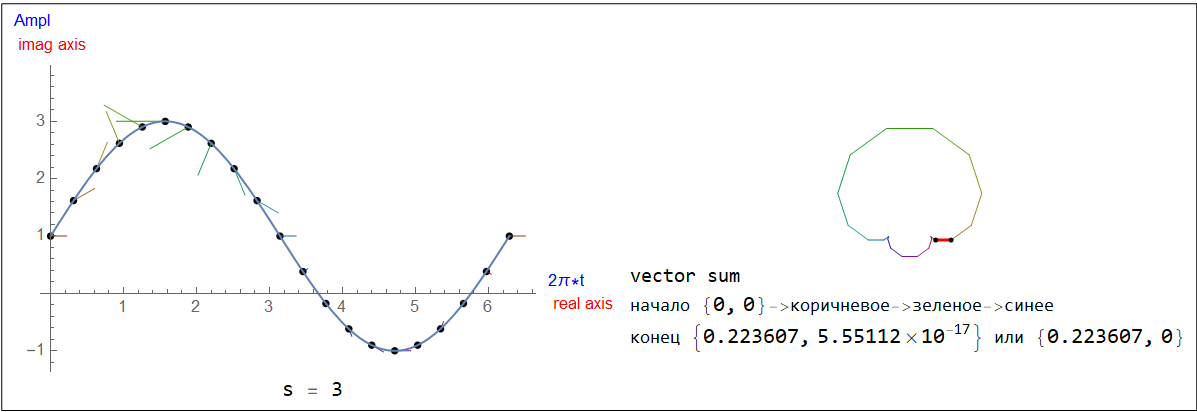 Ampl
imag axis
3
2
1
−1
1 2 3 4 5 6
2π*t
real axis
s = 3
vector sum
начало {0, 0}->коричневое->зеленое->синее
конец {0.223607, 5.55112×10⁻¹⁷} или {0.223607, 0}